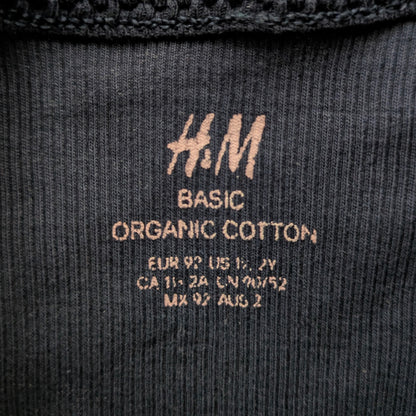 H&M
BASIC
ORGANIC COTTON
EUR 92 US 1½ 2Y
CA 1½ 2A CN 90/52
MX 92 AUS 2